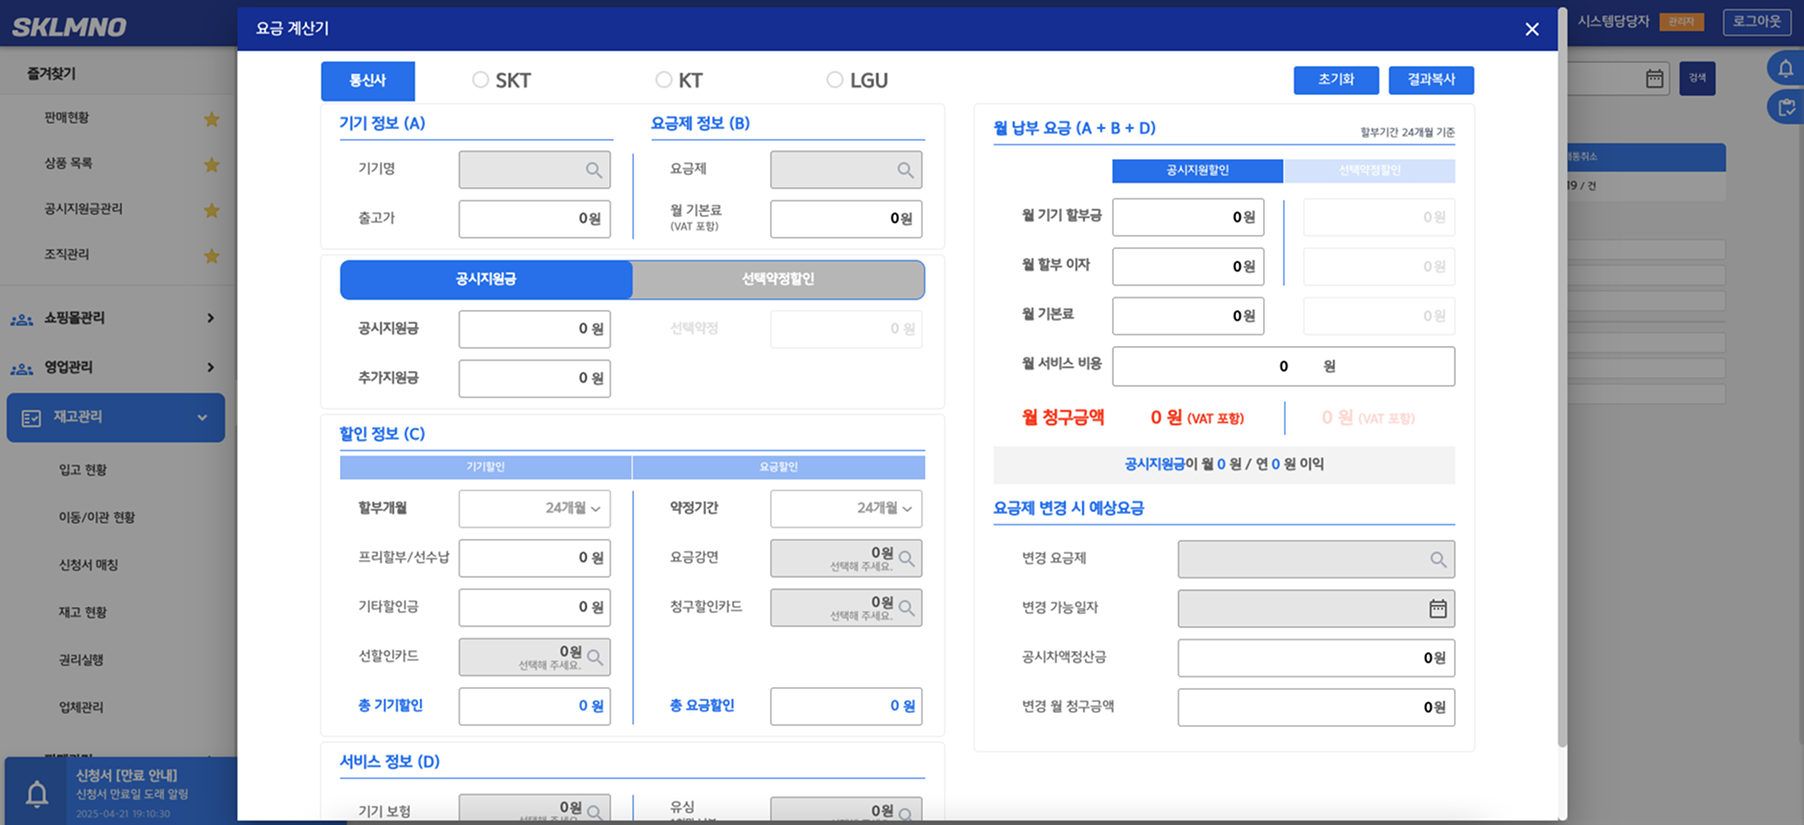 SKLMNO
요금 계산기
시스템담당자
관리자
로그아웃
즐겨찾기
판매현황
상품 목록
공시지원금관리
조직관리
쇼핑몰관리
영업관리
재고관리
입고 현황
이동/이관 현황
신청서 매칭
재고 현황
권리실행
업체관리
신청서 [만료 안내]
신청서 만료일 도래 알림
2025-04-21 19:10:30
통신사
SKT
KT
LGU
초기화
결과복사
검색
기기 정보 (A)
요금제 정보 (B)
기기명
요금제
출고가
0원
월 기본료
(VAT 포함)
0원
공시지원금
선택약정할인
공시지원금
0 원
선택약정
0 원
추가지원금
0 원
할인 정보 (C)
기기할인
요금할인
할부개월
24개월
약정기간
24개월
프리할부/선수납
0 원
요금감면
0원
선택해 주세요.
기타할인금
0 원
청구할인카드
0원
선택해 주세요.
선할인카드
0원
선택해 주세요.
총 기기할인
0 원
총 요금할인
0 원
서비스 정보 (D)
기기 보험
0원
유심
0원
월 납부 요금 (A + B + D)
할부기간 24개월 기준
공시지원할인
선택약정할인
월 기기 할부금
0원
0원
월 할부 이자
0원
0원
월 기본료
0원
0원
월 서비스 비용
0 원
월 청구금액
0 원 (VAT 포함)
0 원 (VAT 포함)
공시지원금이 월 0 원 / 연 0 원 이익
요금제 변경 시 예상요금
변경 요금제
변경 가능일자
공시차액정산금
0원
변경 월 청구금액
0원
개통취소
19 / 건